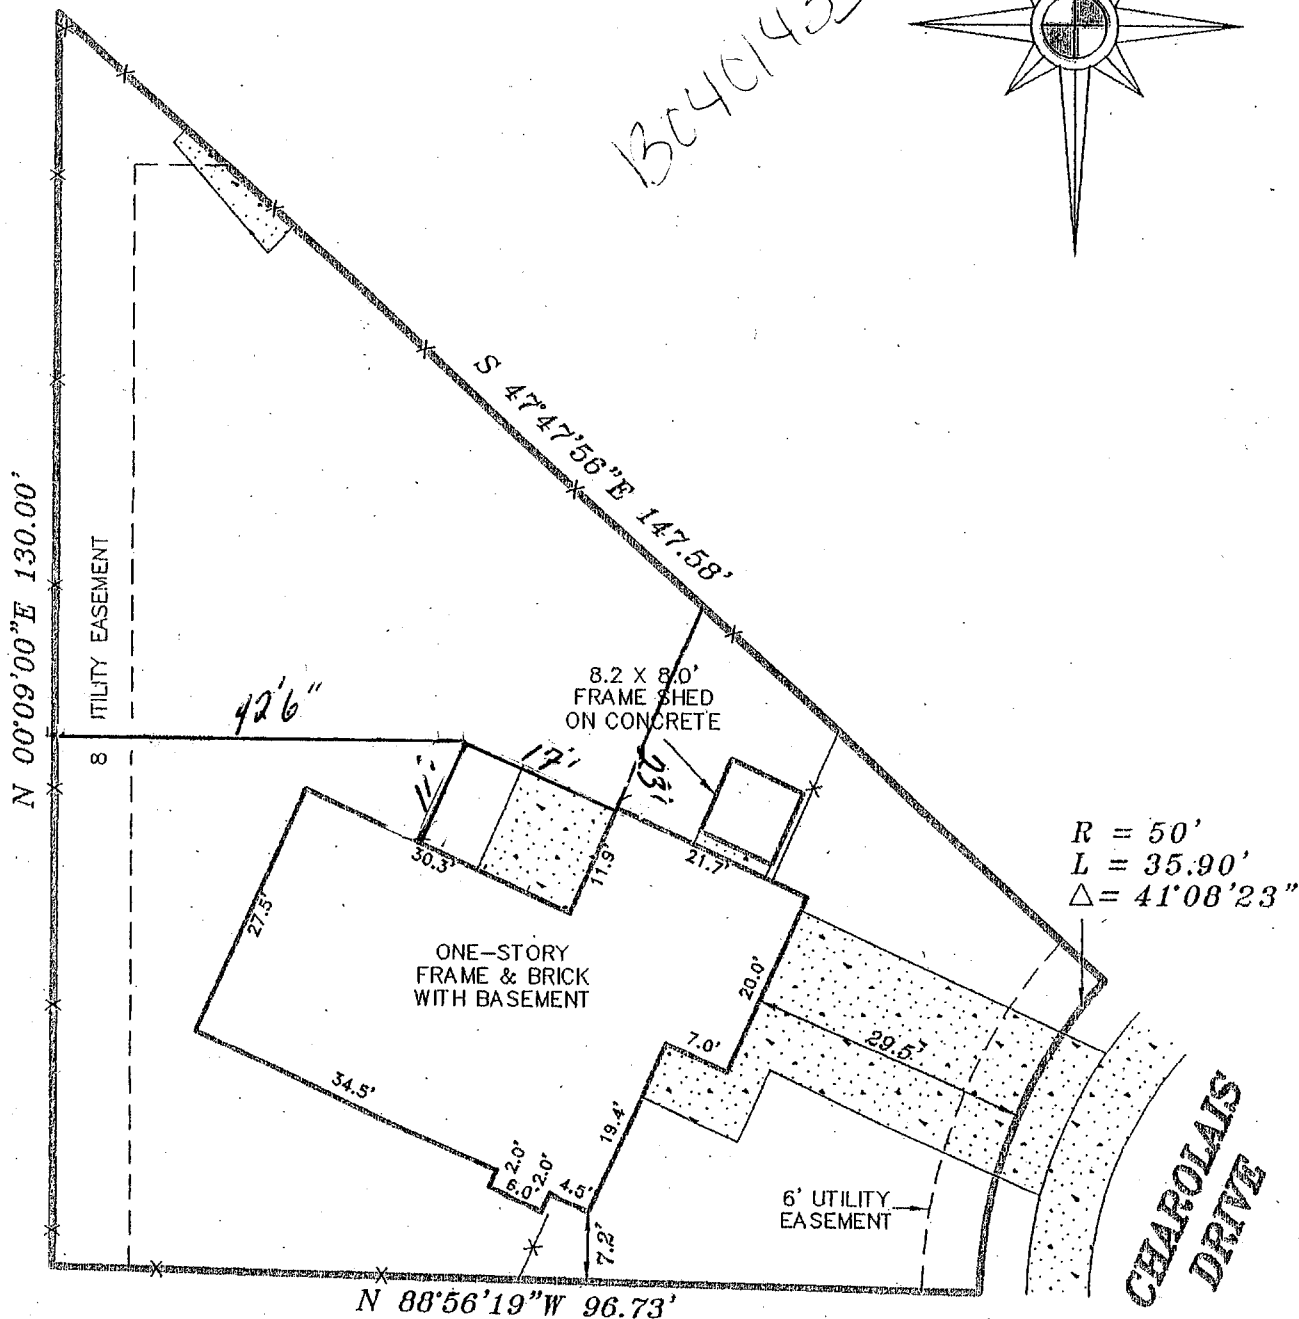 S 47°47'56"E 147.58'
N 00°09'00"E 130.00'
8
UTILITY EASEMENT
42'6"
8.2 X 8.0'
FRAME SHED
ON CONCRETE
11'
17'
23'
30.3'
11.9'
21.7'
27.5'
ONE-STORY
FRAME & BRICK
WITH BASEMENT
20.0'
7.0'
29.5'
R = 50'
L = 35.90'
△= 41°08'23"
34.5'
19.4'
2.0'
6.0'
2.0'
4.5'
7.2'
6' UTILITY
EASEMENT
CHAROLAIS
DRIVE
N 88°56'19"W 96.73'